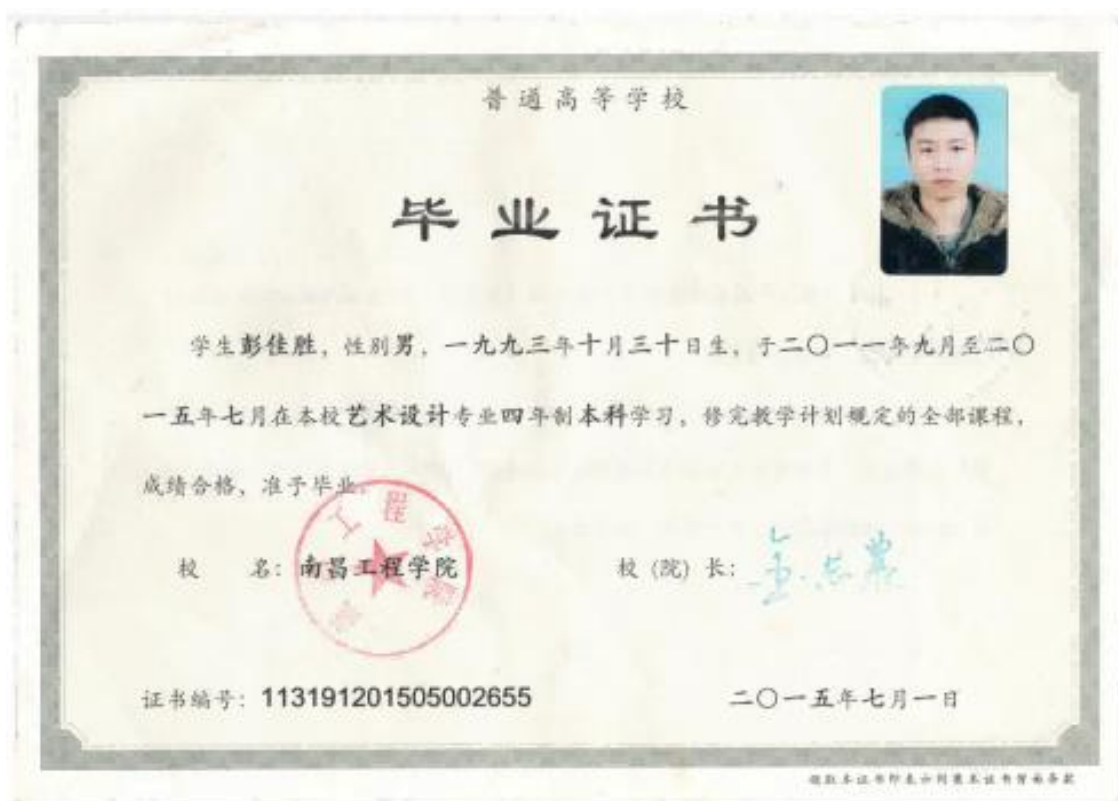 普通高等学校
毕业证书
学生彭佳胜，性别男，一九九三年十月三十日生，于二〇一一年九月至二〇
一五年七月在本校艺术设计专业四年制本科学习，修完教学计划规定的全部课程，
成绩合格，准予毕业。
校 名：南昌工程学院
工程学院
校（院）长：
证书编号：113191201505002655
二〇一五年七月一日